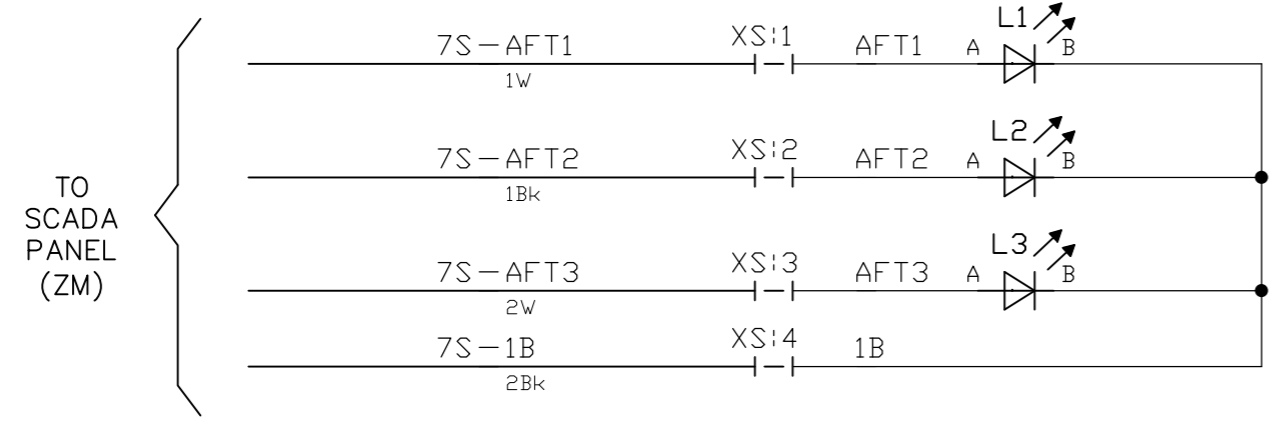 TO
SCADA
PANEL
(ZM)
7S-AFT1
1W
XS:1
AFT1
A
L1
B
7S-AFT2
1Bk
XS:2
AFT2
A
L2
B
7S-AFT3
2W
XS:3
AFT3
A
L3
B
7S-1B
2Bk
XS:4
1B